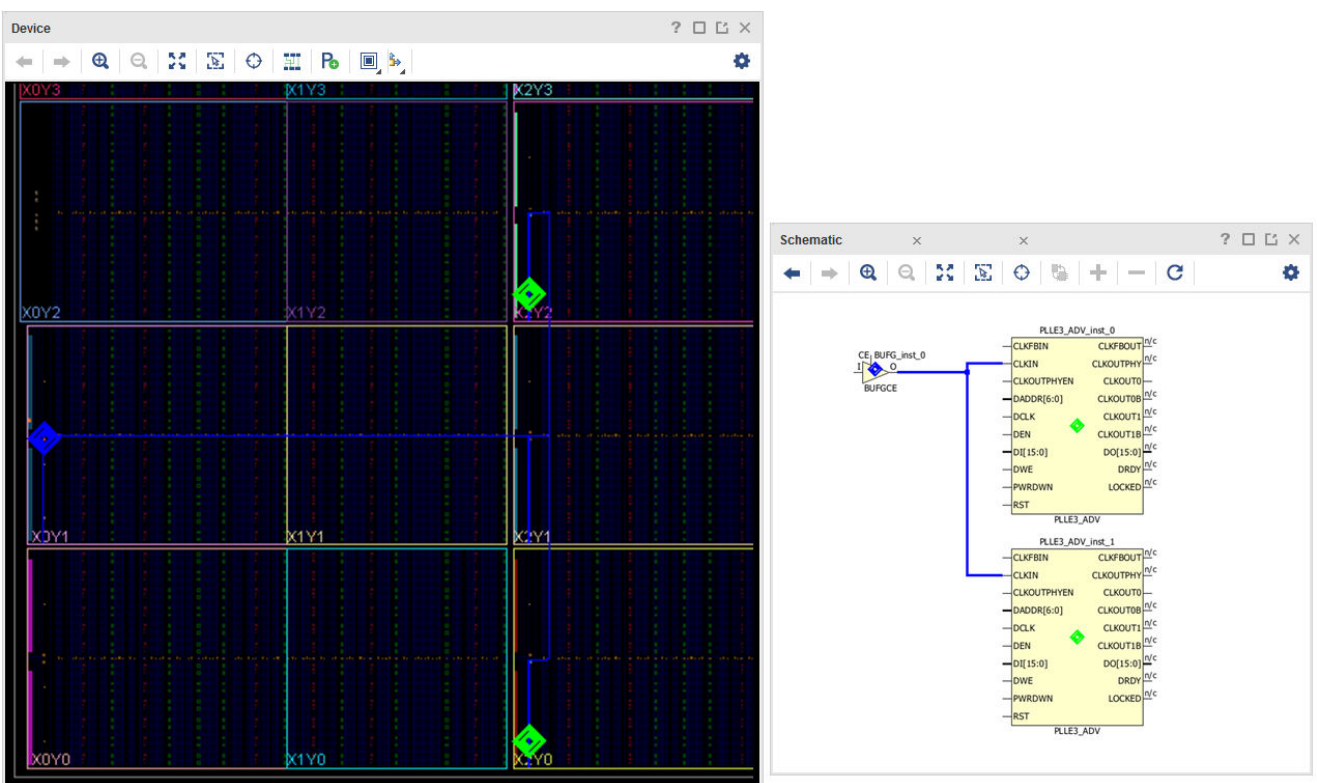 Device
X0Y3 X1Y3 X2Y3
X0Y2 X1Y2 X2Y2
X0Y1 X1Y1 X2Y1
X0Y0 X1Y0 X2Y0
Schematic
PLLE3_ADV_inst_0
CE BUFG_inst_0
I O
BUFGCE
CLKFBIN CLKFBOUT n/c
CLKIN CLKOUTPHY n/c
CLKOUTPHYEN CLKOUT0
DADDR[6:0] CLKOUT0B n/c
DCLK CLKOUT1 n/c
DEN CLKOUT1B n/c
DI[15:0] DO[15:0] n/c
DWE DRDY n/c
PWRDWN LOCKED n/c
RST
PLLE3_ADV
PLLE3_ADV_inst_1
CLKFBIN CLKFBOUT n/c
CLKIN CLKOUTPHY n/c
CLKOUTPHYEN CLKOUT0
DADDR[6:0] CLKOUT0B n/c
DCLK CLKOUT1 n/c
DEN CLKOUT1B n/c
DI[15:0] DO[15:0] n/c
DWE DRDY n/c
PWRDWN LOCKED n/c
RST
PLLE3_ADV